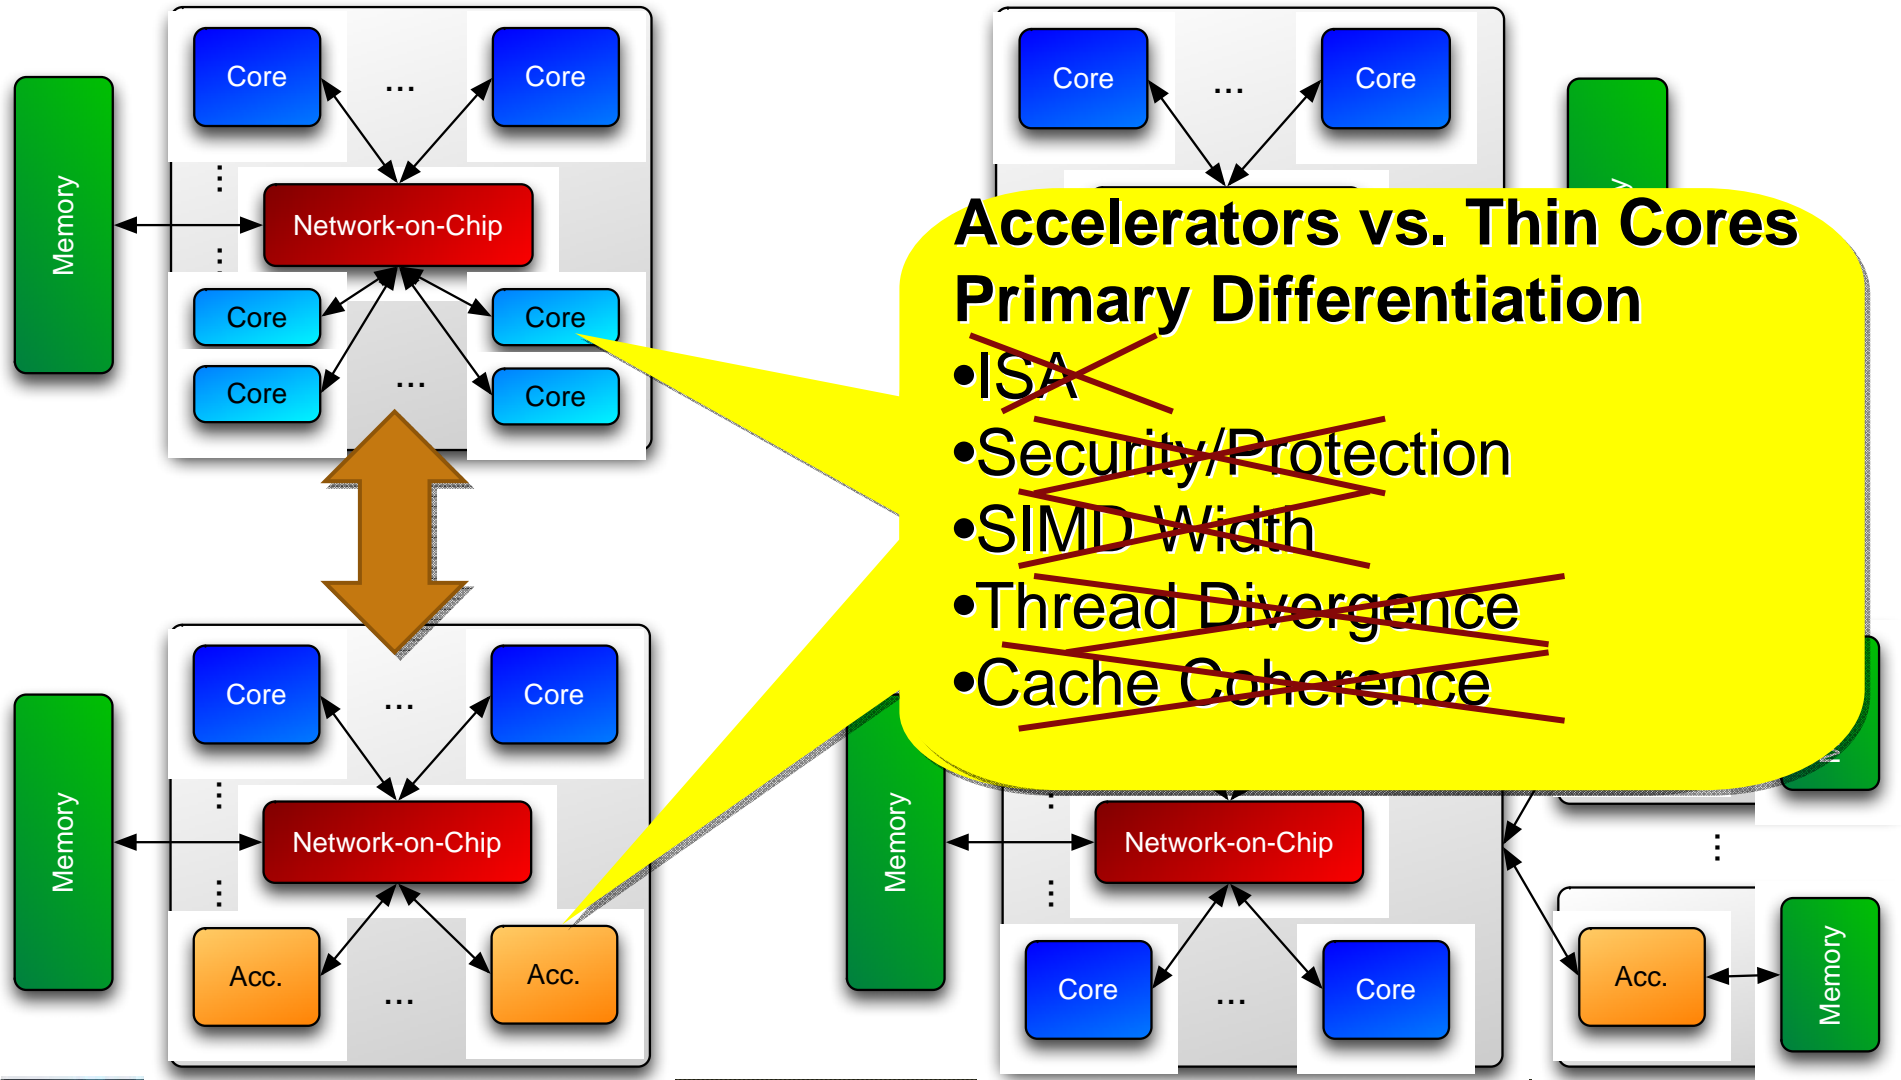 Core
...
Core
Core
...
Core
Memory
Network-on-Chip
Core
Core
Core
...
Core
Accelerators vs. Thin Cores
Primary Differentiation
•ISA
•Security/Protection
•SIMD Width
•Thread Divergence
•Cache Coherence
Core
...
Core
Memory
Network-on-Chip
Acc.
...
Acc.
Memory
Network-on-Chip
Core
...
Core
Acc.
Memory